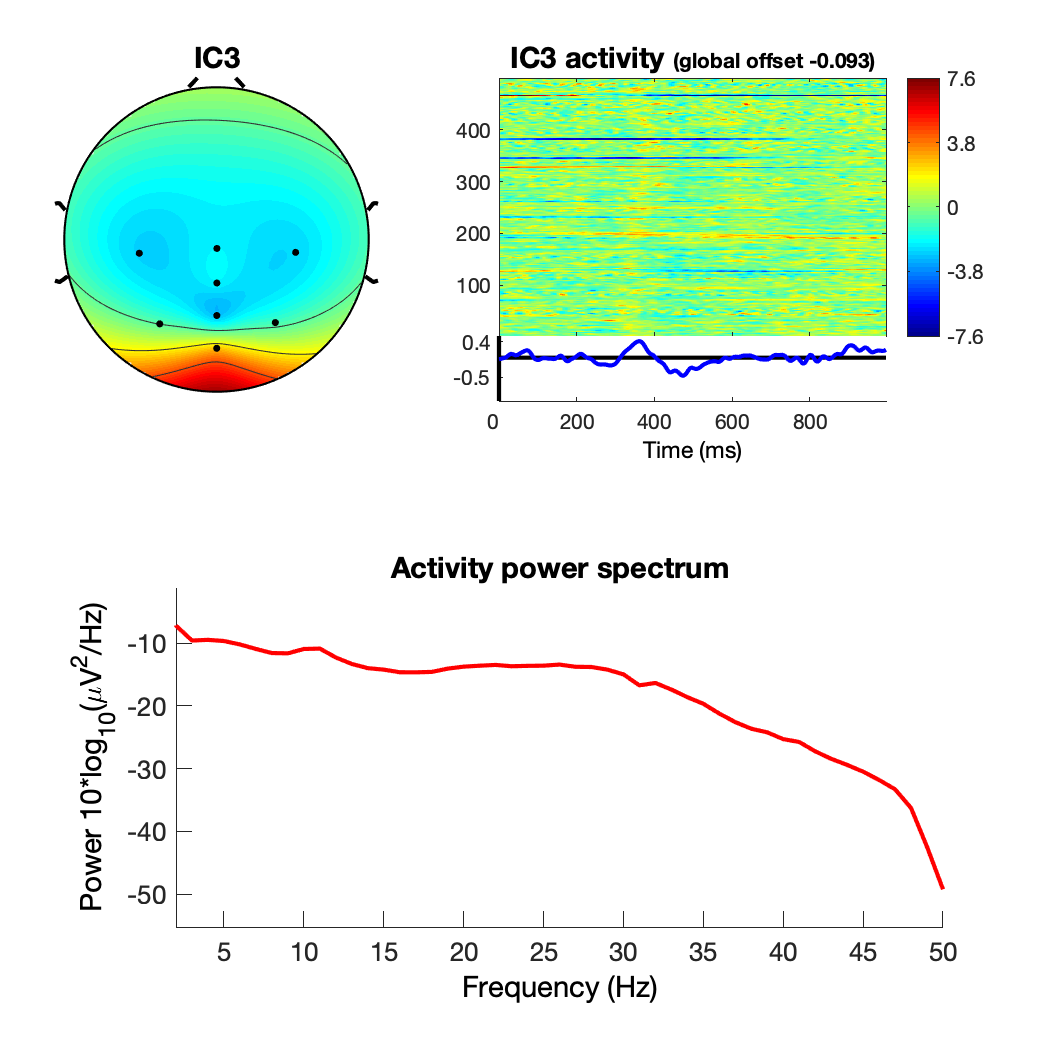 IC3
IC3 activity (global offset -0.093)
7.6
3.8
0
-3.8
-7.6
400
300
200
100
0.4
-0.5
0 200 400 600 800
Time (ms)
Activity power spectrum
Power 10*log10(μV2/Hz)
-10
-20
-30
-40
-50
5 10 15 20 25 30 35 40 45 50
Frequency (Hz)